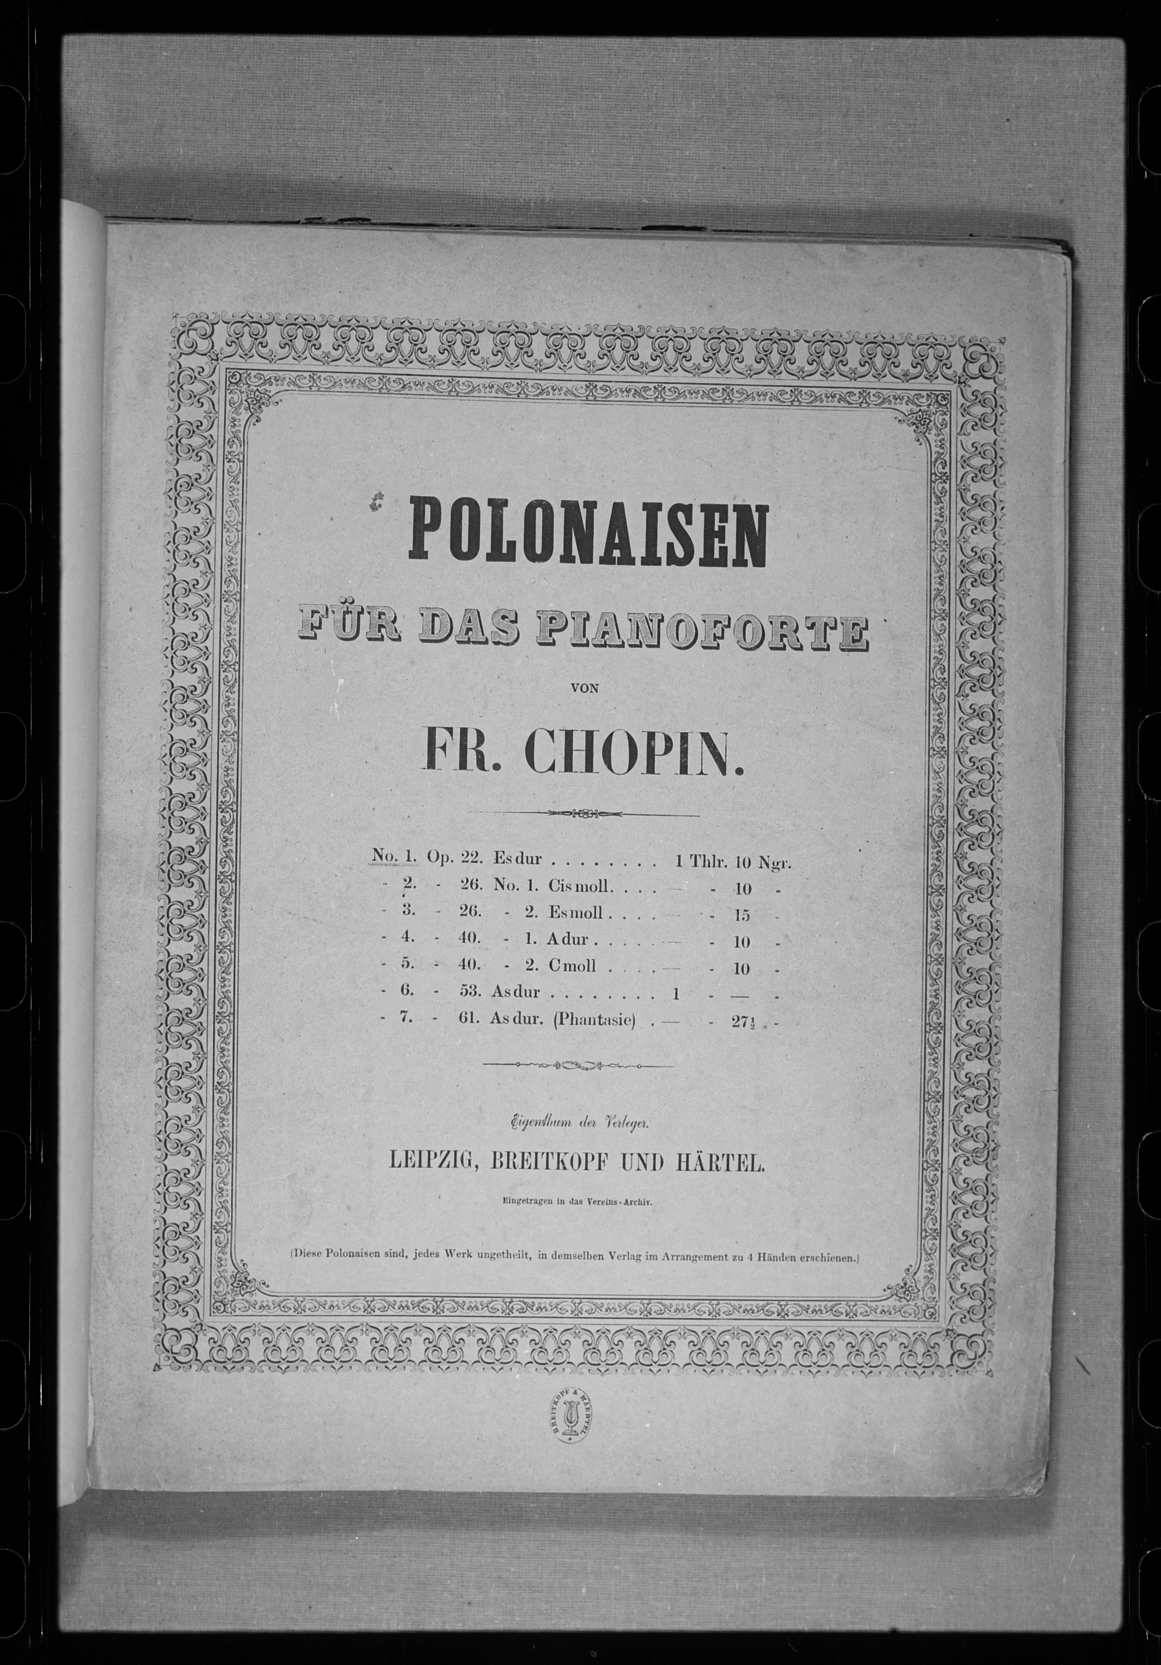 POLONAISEN
FÜR DAS PIANOFORTE
VON
FR. CHOPIN.
No. 1. Op. 22. Es dur . . . . . . . . 1 Thlr. 10 Ngr.
- 2. - 26. No. 1. Cis moll. . . . — - 10 -
- 3. - 26. - 2. Es moll . . . . — - 15 -
- 4. - 40. - 1. A dur . . . . . — - 10 -
- 5. - 40. - 2. C moll . . . . — - 10 -
- 6. - 53. As dur . . . . . . . . 1 - — -
- 7. - 61. As dur. (Phantasie) . — - 27½ -
Eigenthum der Verleger.
LEIPZIG, BREITKOPF UND HÄRTEL.
Eingetragen in das Vereins-Archiv.
(Diese Polonaisen sind, jedes Werk ungetheilt, in demselben Verlag im Arrangement zu 4 Händen erschienen.)
BREITKOPF & HAERTEL